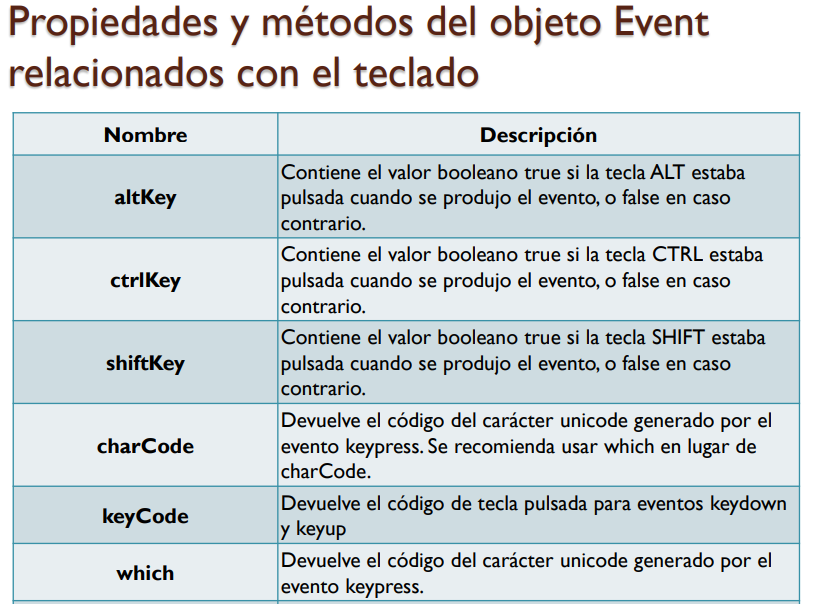 Propiedades y métodos del objeto Event
relacionados con el teclado
Nombre
Descripción
altKey
Contiene el valor booleano true si la tecla ALT estaba
pulsada cuando se produjo el evento, o false en caso
contrario.
ctrlKey
Contiene el valor booleano true si la tecla CTRL estaba
pulsada cuando se produjo el evento, o false en caso
contrario.
shiftKey
Contiene el valor booleano true si la tecla SHIFT estaba
pulsada cuando se produjo el evento, o false en caso
contrario.
charCode
Devuelve el código del carácter unicode generado por el
evento keypress. Se recomienda usar which en lugar de
charCode.
keyCode
Devuelve el código de tecla pulsada para eventos keydown
y keyup
which
Devuelve el código del carácter unicode generado por el
evento keypress.